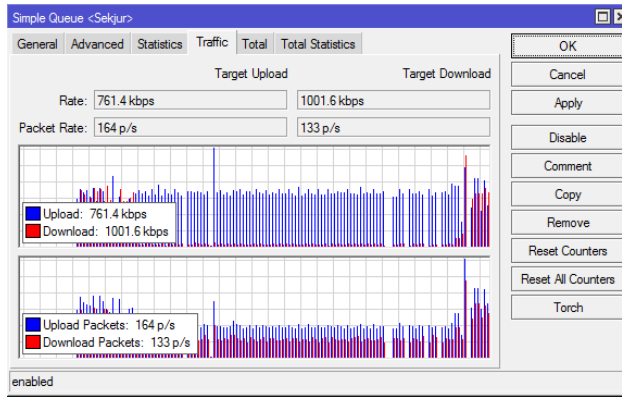 Simple Queue <Sekjur>
General Advanced Statistics Traffic Total Total Statistics
Target Upload Target Download
Rate: 761.4 kbps 1001.6 kbps
Packet Rate: 164 p/s 133 p/s
Upload: 761.4 kbps
Download: 1001.6 kbps
Upload Packets: 164 p/s
Download Packets: 133 p/s
enabled
OK
Cancel
Apply
Disable
Comment
Copy
Remove
Reset Counters
Reset All Counters
Torch